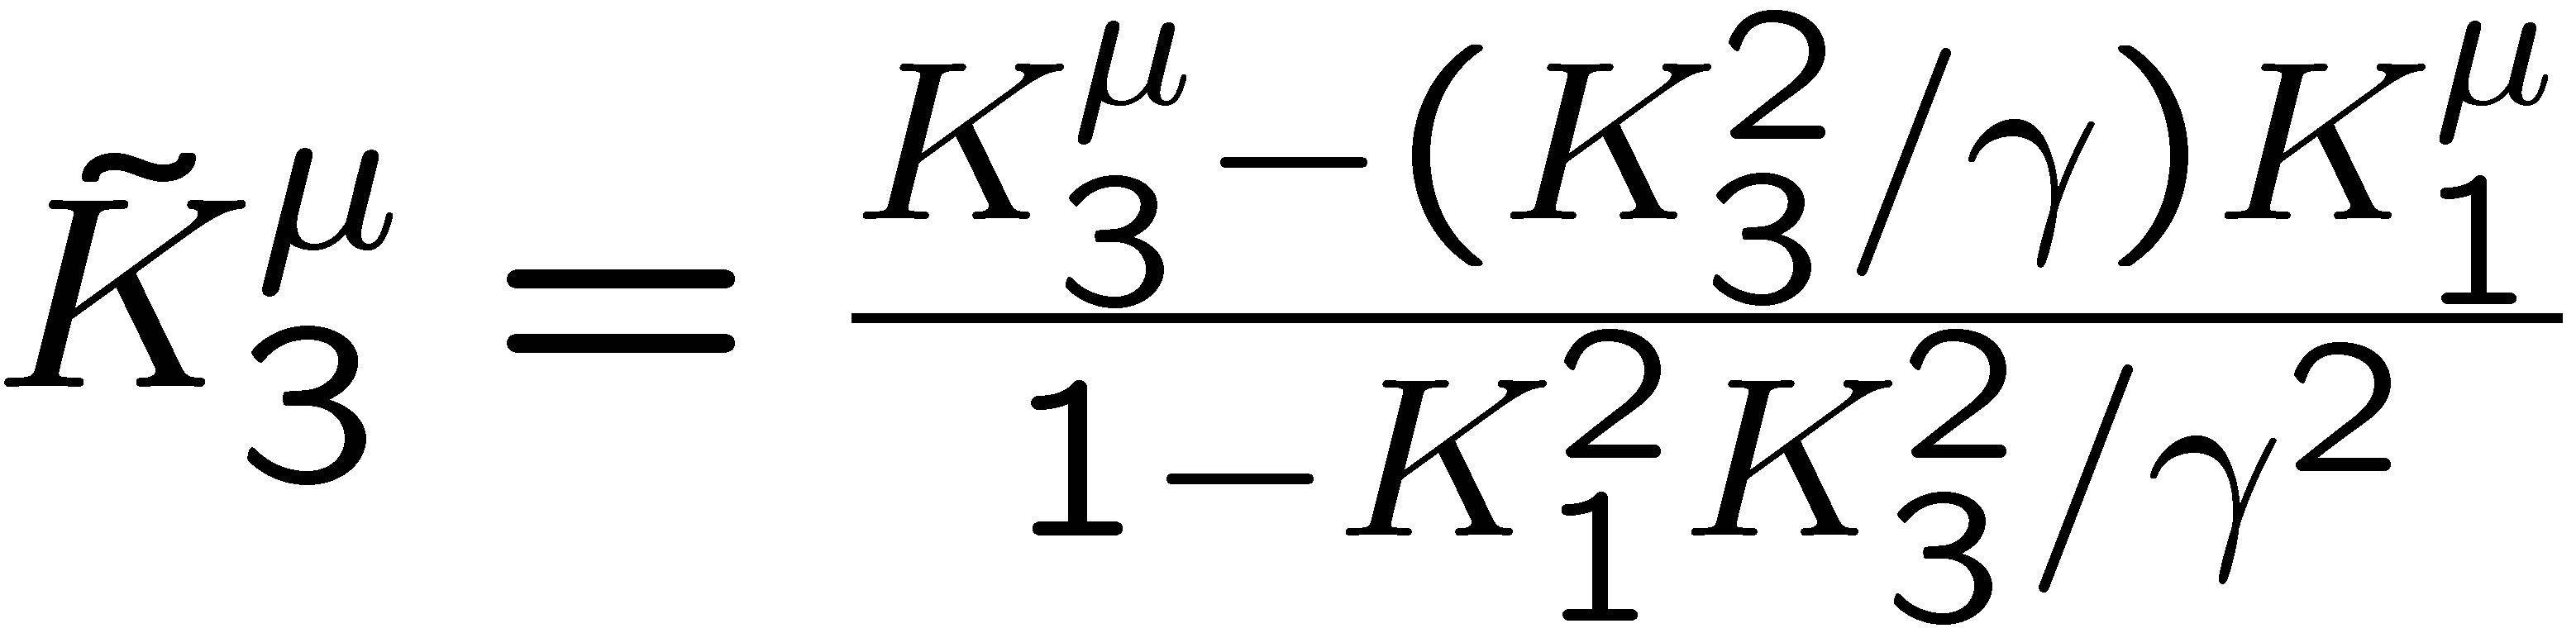 \tilde{K}_3^{\mu} = \frac{K_3^{\mu} - (K_3^2/\gamma) K_1^{\mu}}{1 - K_1^2 K_3^2/\gamma^2}